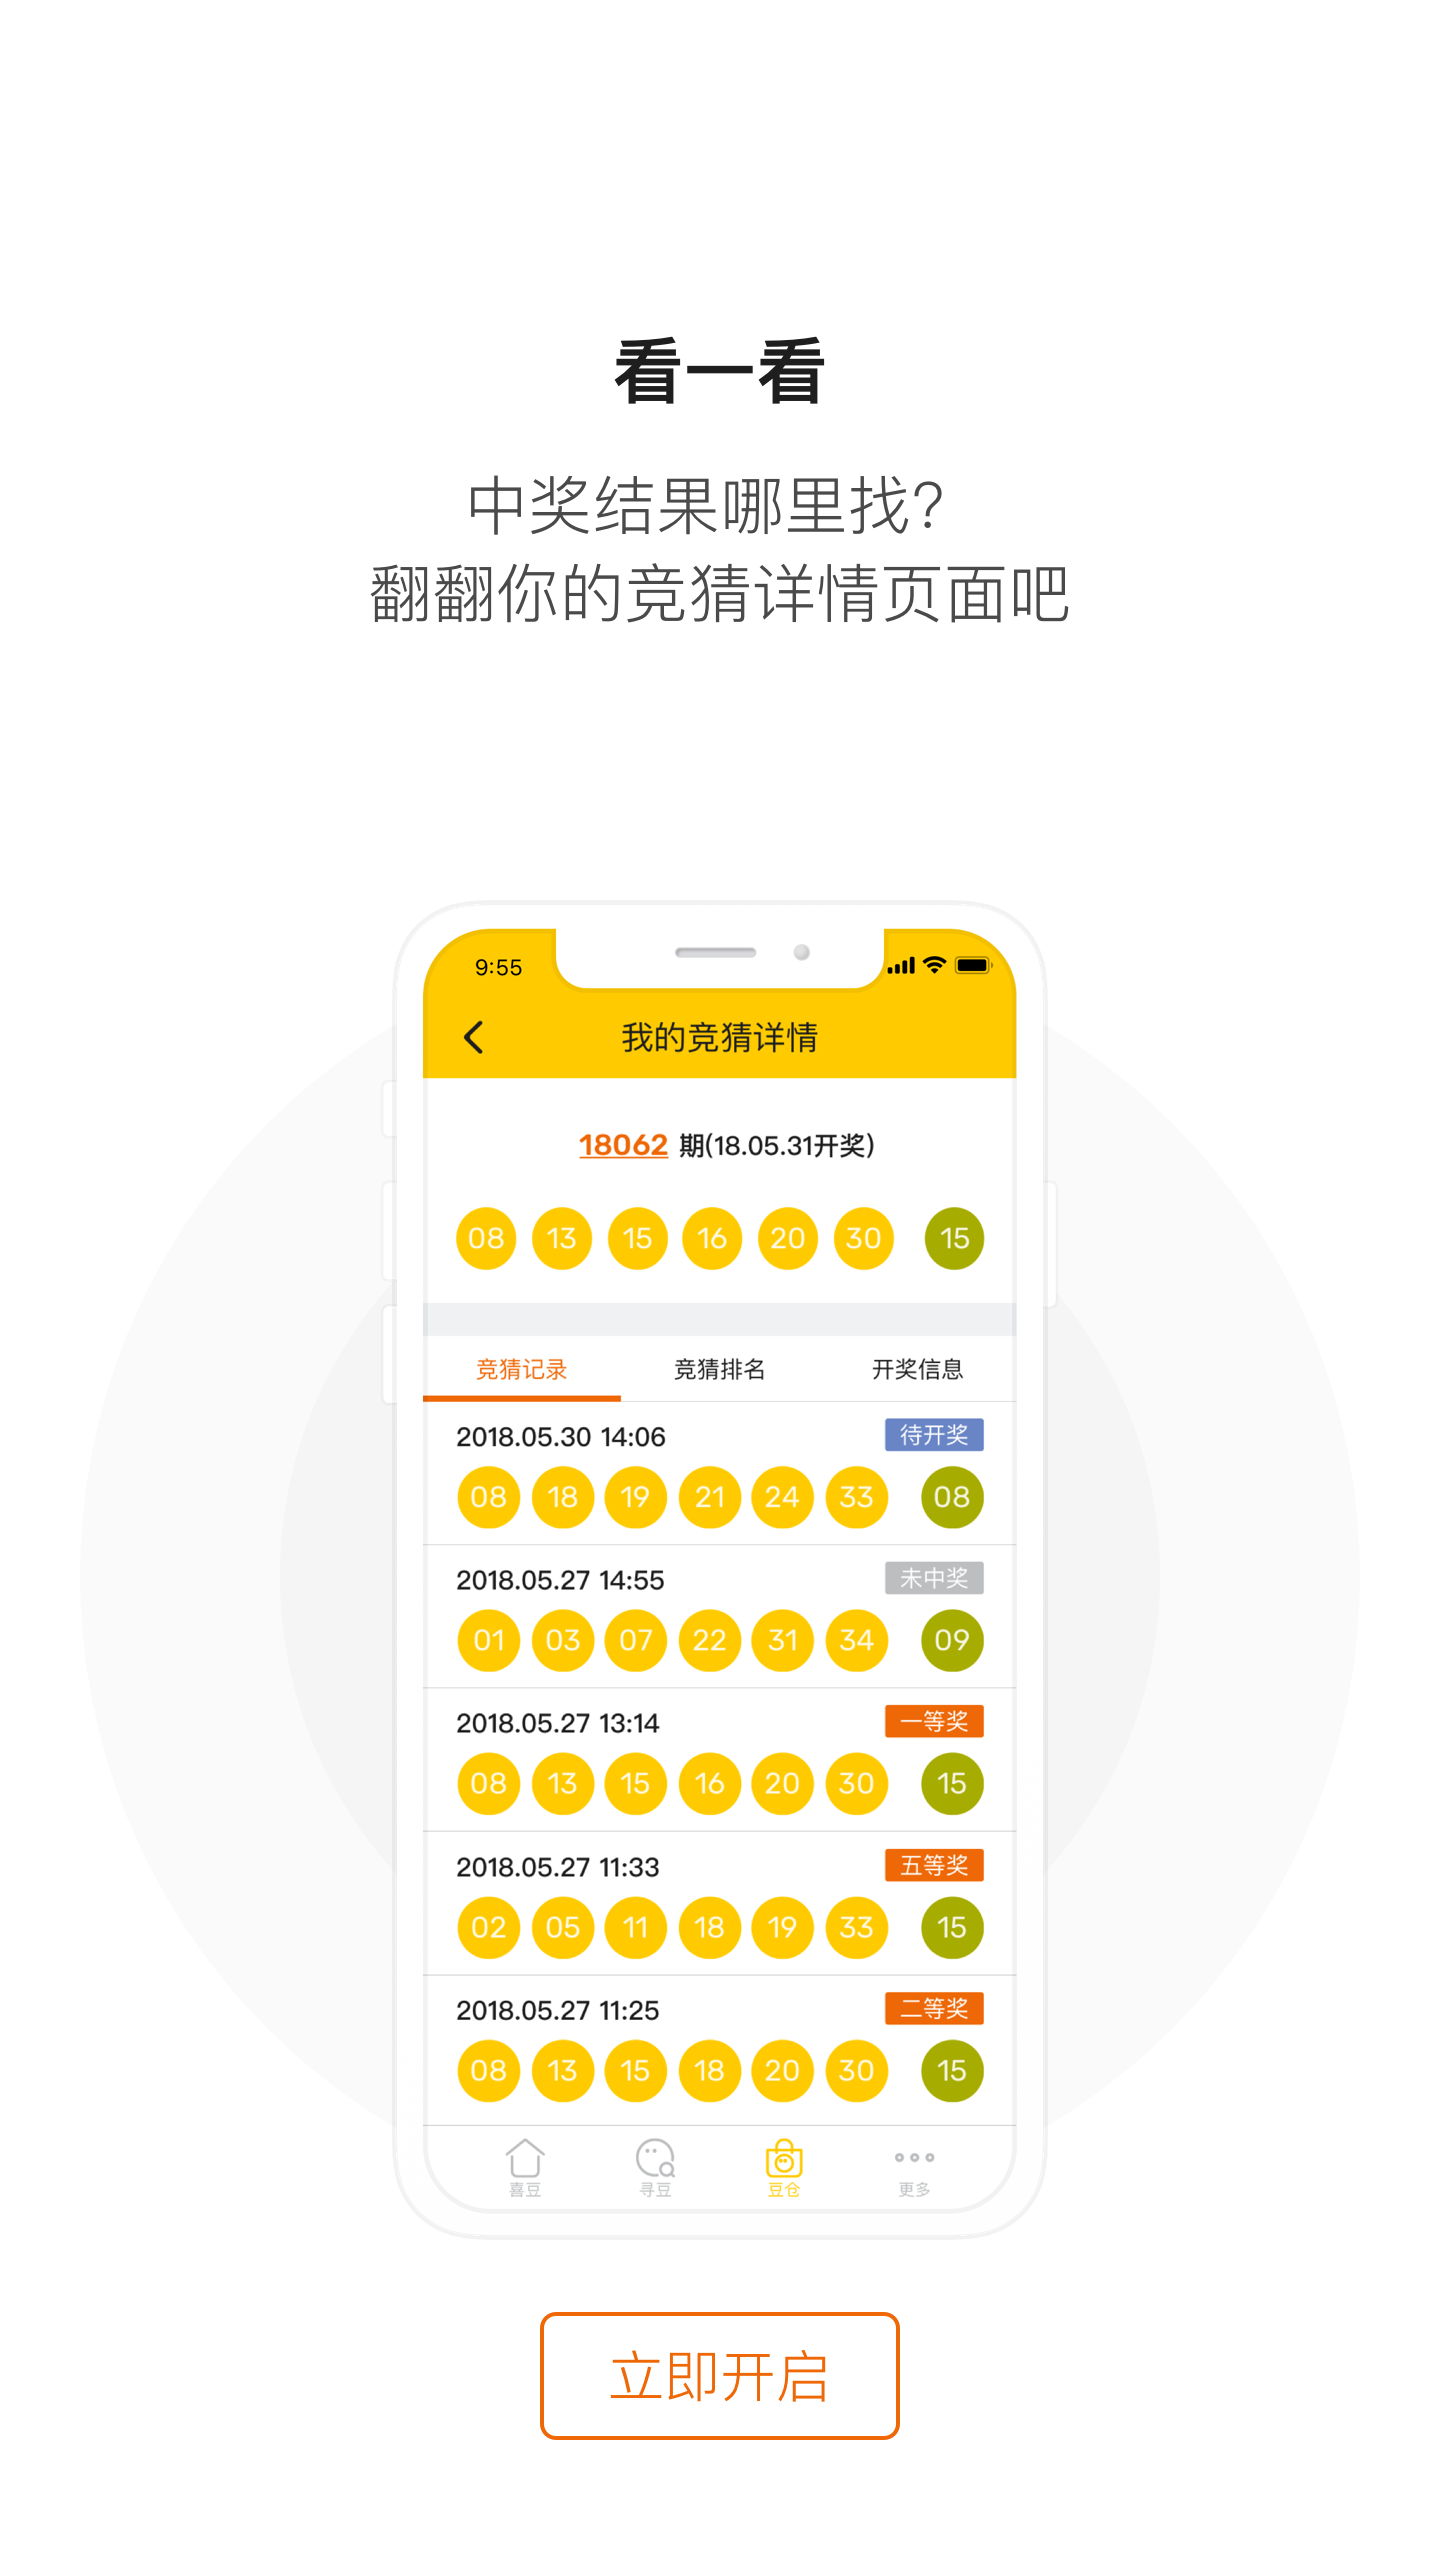 看一看
中奖结果哪里找?
翻翻你的竞猜详情页面吧
9:55
我的竞猜详情
18062 期(18.05.31开奖)
08 13 15 16 20 30 15
竞猜记录 竞猜排名 开奖信息
2018.05.30 14:06 待开奖
08 18 19 21 24 33 08
2018.05.27 14:55 未中奖
01 03 07 22 31 34 09
2018.05.27 13:14 一等奖
08 13 15 16 20 30 15
2018.05.27 11:33 五等奖
02 05 11 18 19 33 15
2018.05.27 11:25 二等奖
08 13 15 18 20 30 15
喜豆 寻豆 豆仓 更多
立即开启